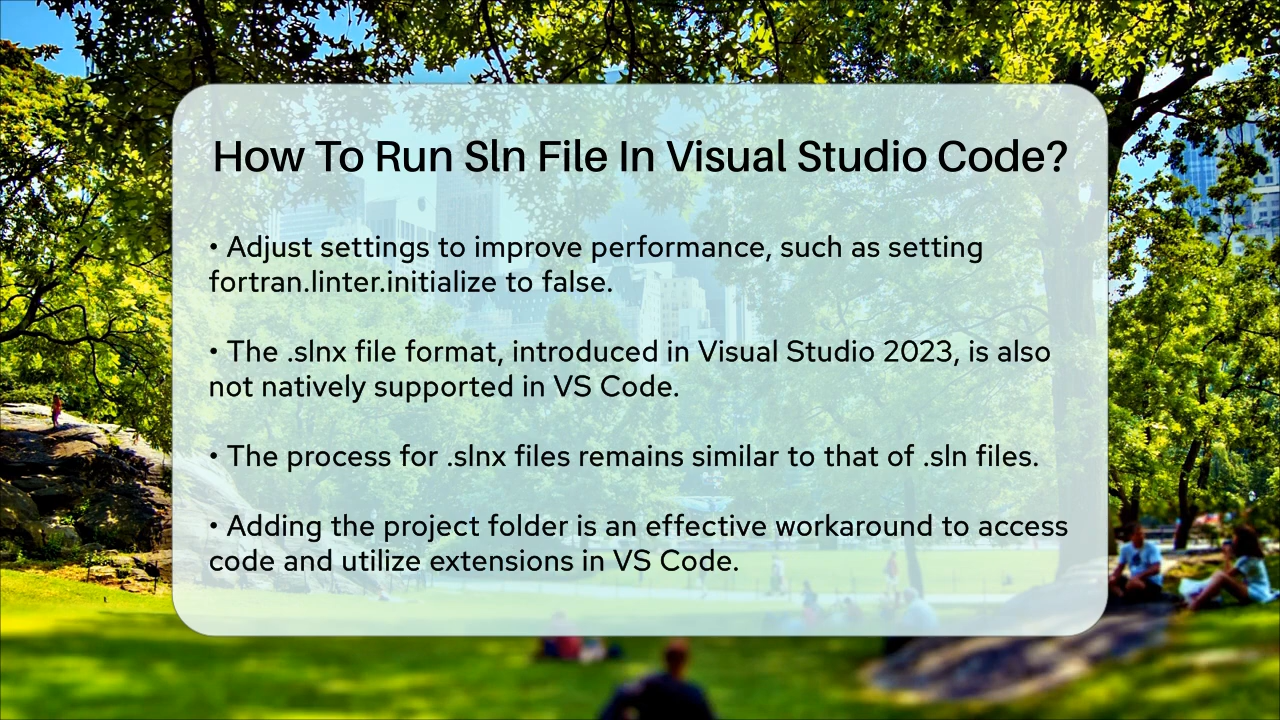 How To Run Sln File In Visual Studio Code?
• Adjust settings to improve performance, such as setting
fortran.linter.initialize to false.
• The .slnx file format, introduced in Visual Studio 2023, is also
not natively supported in VS Code.
• The process for .slnx files remains similar to that of .sln files.
• Adding the project folder is an effective workaround to access
code and utilize extensions in VS Code.